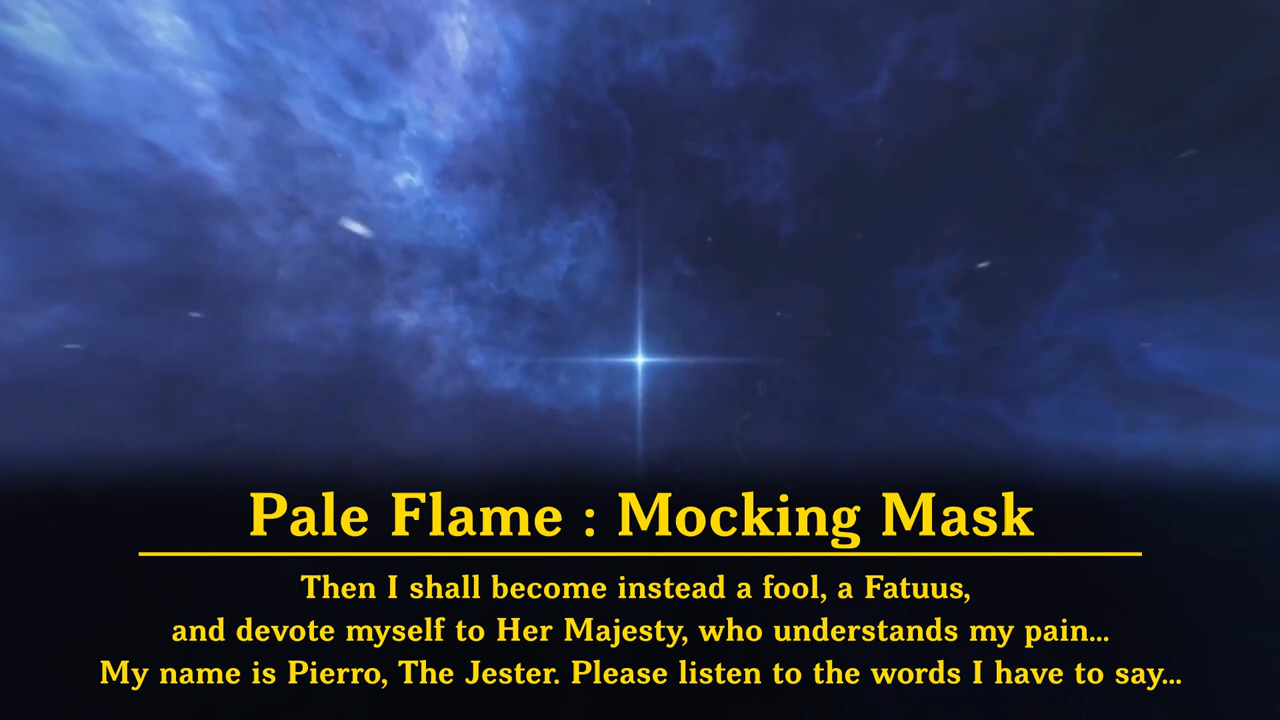 Pale Flame : Mocking Mask
Then I shall become instead a fool, a Fatuus,
and devote myself to Her Majesty, who understands my pain...
My name is Pierro, The Jester. Please listen to the words I have to say...